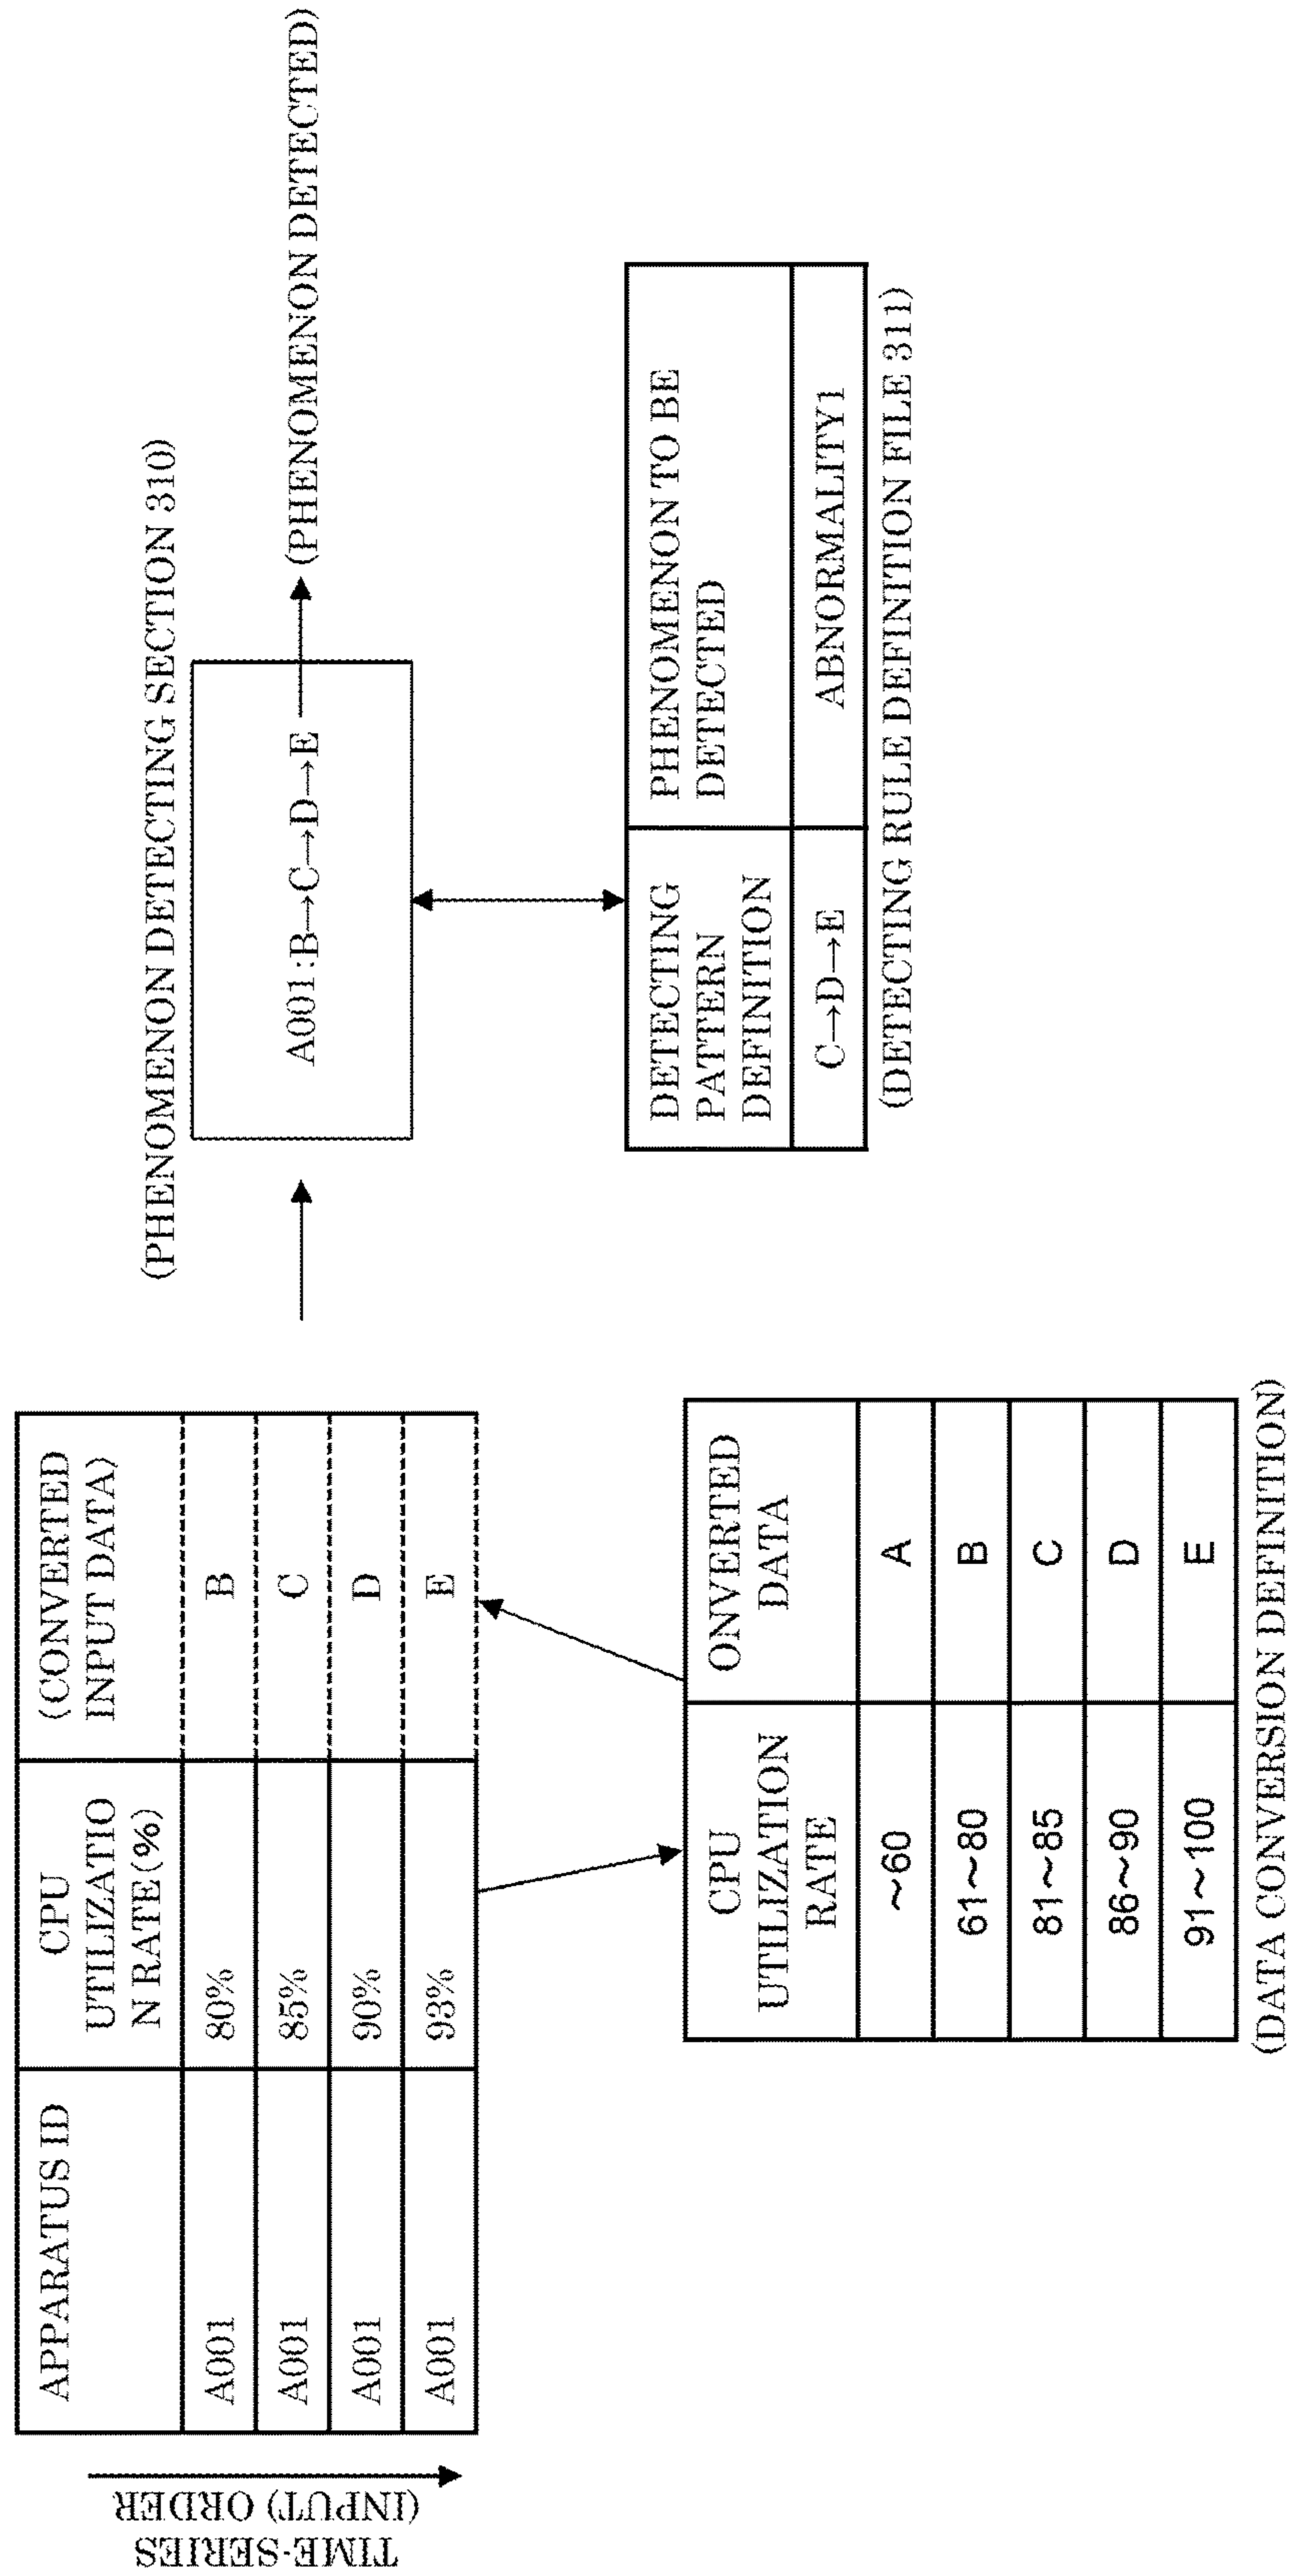 TIME-SERIES
(INPUT) ORDER
APPARATUS ID
CPU
UTILIZATIO
N RATE(%)
(CONVERTED
INPUT DATA)
A001 80% B
A001 85% C
A001 90% D
A001 93% E
CPU
UTILIZATION
RATE
ONVERTED
DATA
~60 A
61~80 B
81~85 C
86~90 D
91~100 E
(DATA CONVERSION DEFINITION)
(PHENOMENON DETECTING SECTION 310)
A001:B→C→D→E
(PHENOMENON DETECTED)
DETECTING
PATTERN
DEFINITION
PHENOMENON TO BE
DETECTED
C→D→E ABNORMALITY1
(DETECTING RULE DEFINITION FILE 311)